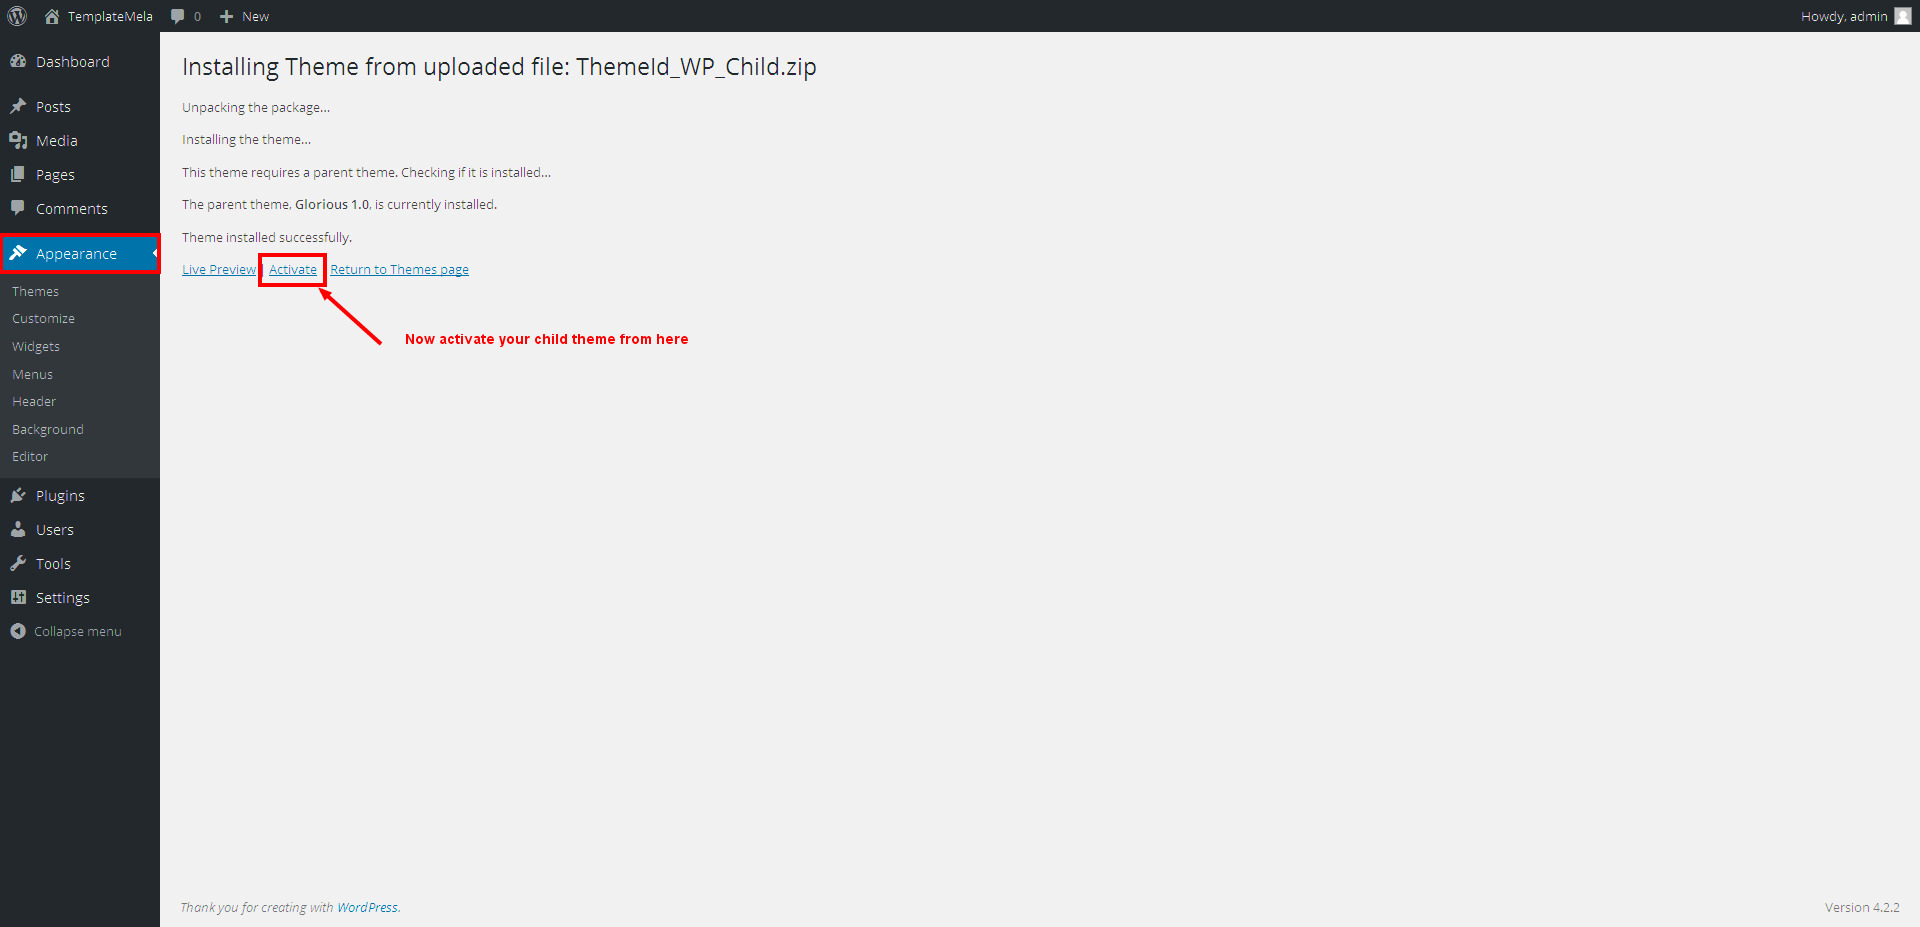 TemplateMela 0 New Howdy, admin
Dashboard
Posts
Media
Pages
Comments
Appearance
Themes
Customize
Widgets
Menus
Header
Background
Editor
Plugins
Users
Tools
Settings
Collapse menu
Installing Theme from uploaded file: ThemeId_WP_Child.zip
Unpacking the package...
Installing the theme...
This theme requires a parent theme. Checking if it is installed...
The parent theme, Glorious 1.0, is currently installed.
Theme installed successfully.
Live Preview | Activate Return to Themes page
Now activate your child theme from here
Thank you for creating with WordPress. Version 4.2.2